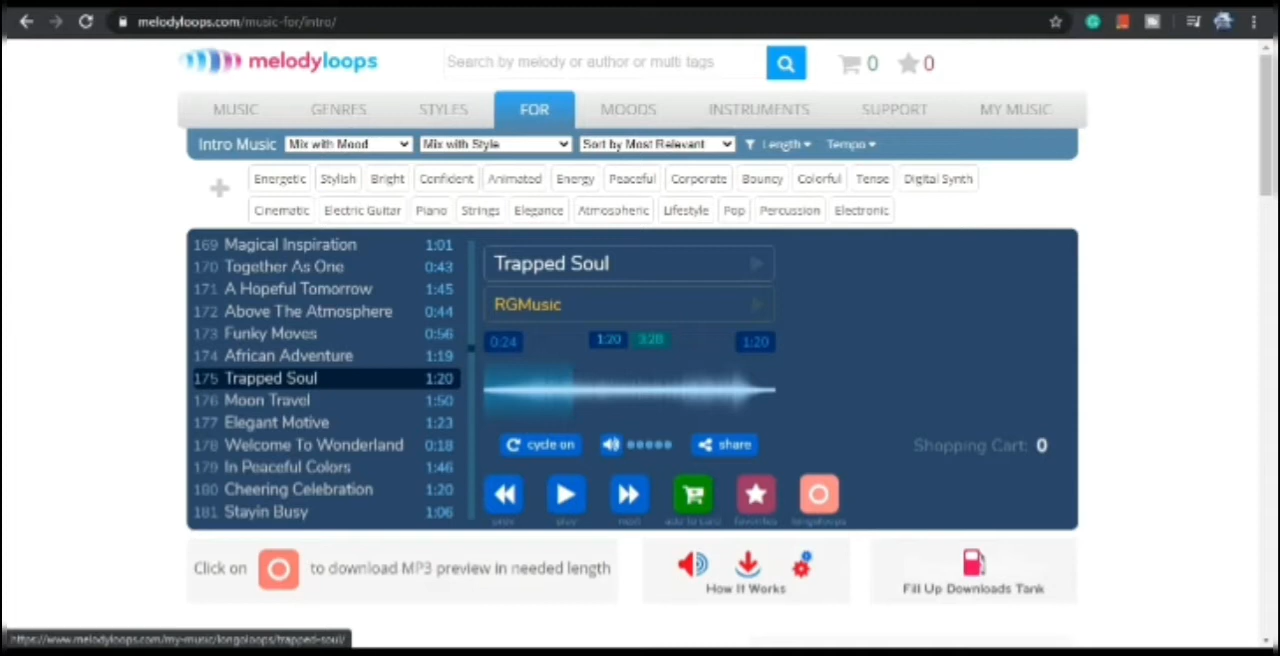 melodyloops.com/music-for/intro/
melodyloops
Search by melody or author or multi tags
0
0
MUSIC GENRES STYLES FOR MOODS INSTRUMENTS SUPPORT MY MUSIC
Intro Music Mix with Mood Mix with Style Sort by Most Relevant Length Tempo
Energetic Stylish Bright Confident Animated Energy Peaceful Corporate Bouncy Colorful Tense Digital Synth
Cinematic Electric Guitar Piano Strings Elegance Atmospheric Lifestyle Pop Percussion Electronic
169 Magical Inspiration 1:01
170 Together As One 0:43
171 A Hopeful Tomorrow 1:45
172 Above The Atmosphere 0:44
173 Funky Moves 0:56
174 African Adventure 1:19
175 Trapped Soul 1:20
176 Moon Travel 1:50
177 Elegant Motive 1:23
178 Welcome To Wonderland 0:18
179 In Peaceful Colors 1:46
180 Cheering Celebration 1:20
181 Stayin Busy 1:06
Trapped Soul
RGMusic
0:24 1:20 3:28 1:20
cycle on share
prev play next add to card favorites longoloops
Shopping Cart: 0
Click on to download MP3 preview in needed length
How It Works
Fill Up Downloads Tank
https://www.melodyloops.com/my-music/longoloops/trapped-soul/